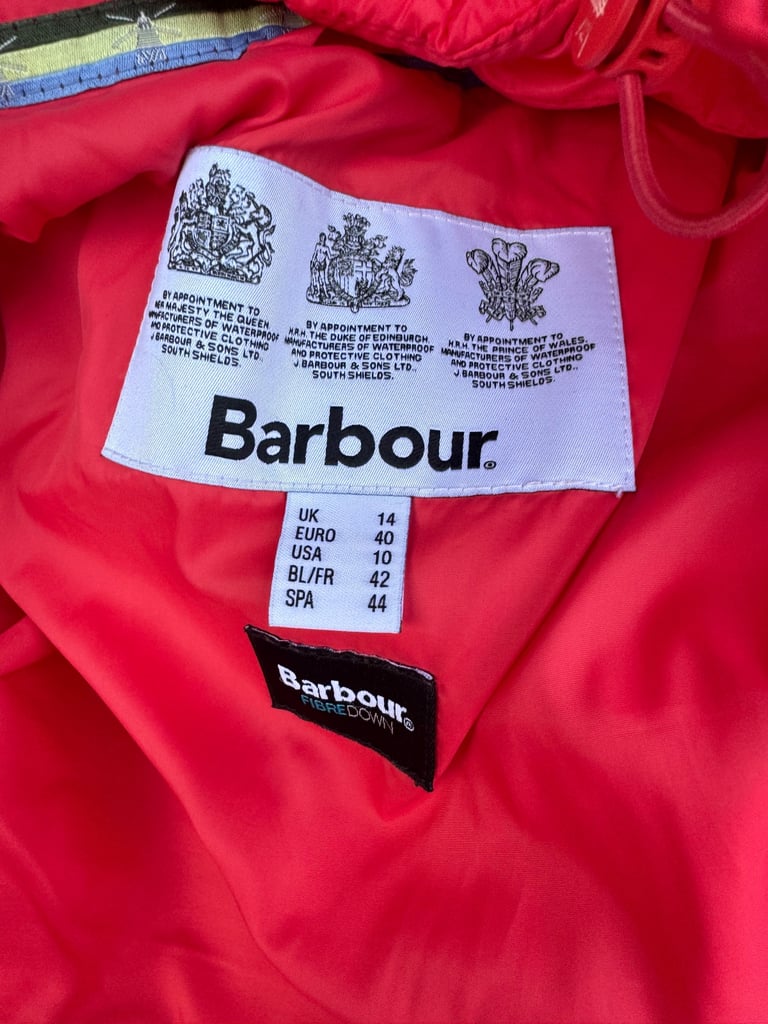 BY APPOINTMENT TO
HER MAJESTY THE QUEEN
MANUFACTURERS OF WATERPROOF
AND PROTECTIVE CLOTHING
J. BARBOUR & SONS LTD.
SOUTH SHIELDS.
BY APPOINTMENT TO
H.R.H. THE DUKE OF EDINBURGH
MANUFACTURERS OF WATERPROOF
AND PROTECTIVE CLOTHING
J. BARBOUR & SONS LTD.,
SOUTH SHIELDS.
BY APPOINTMENT TO
H.R.H. THE PRINCE OF WALES,
MANUFACTURERS OF WATERPROOF
AND PROTECTIVE CLOTHING
J. BARBOUR & SONS LTD.,
SOUTH SHIELDS.
Barbour®
UK 14
EURO 40
USA 10
BL/FR 42
SPA 44
Barbour®
FIBREDOWN